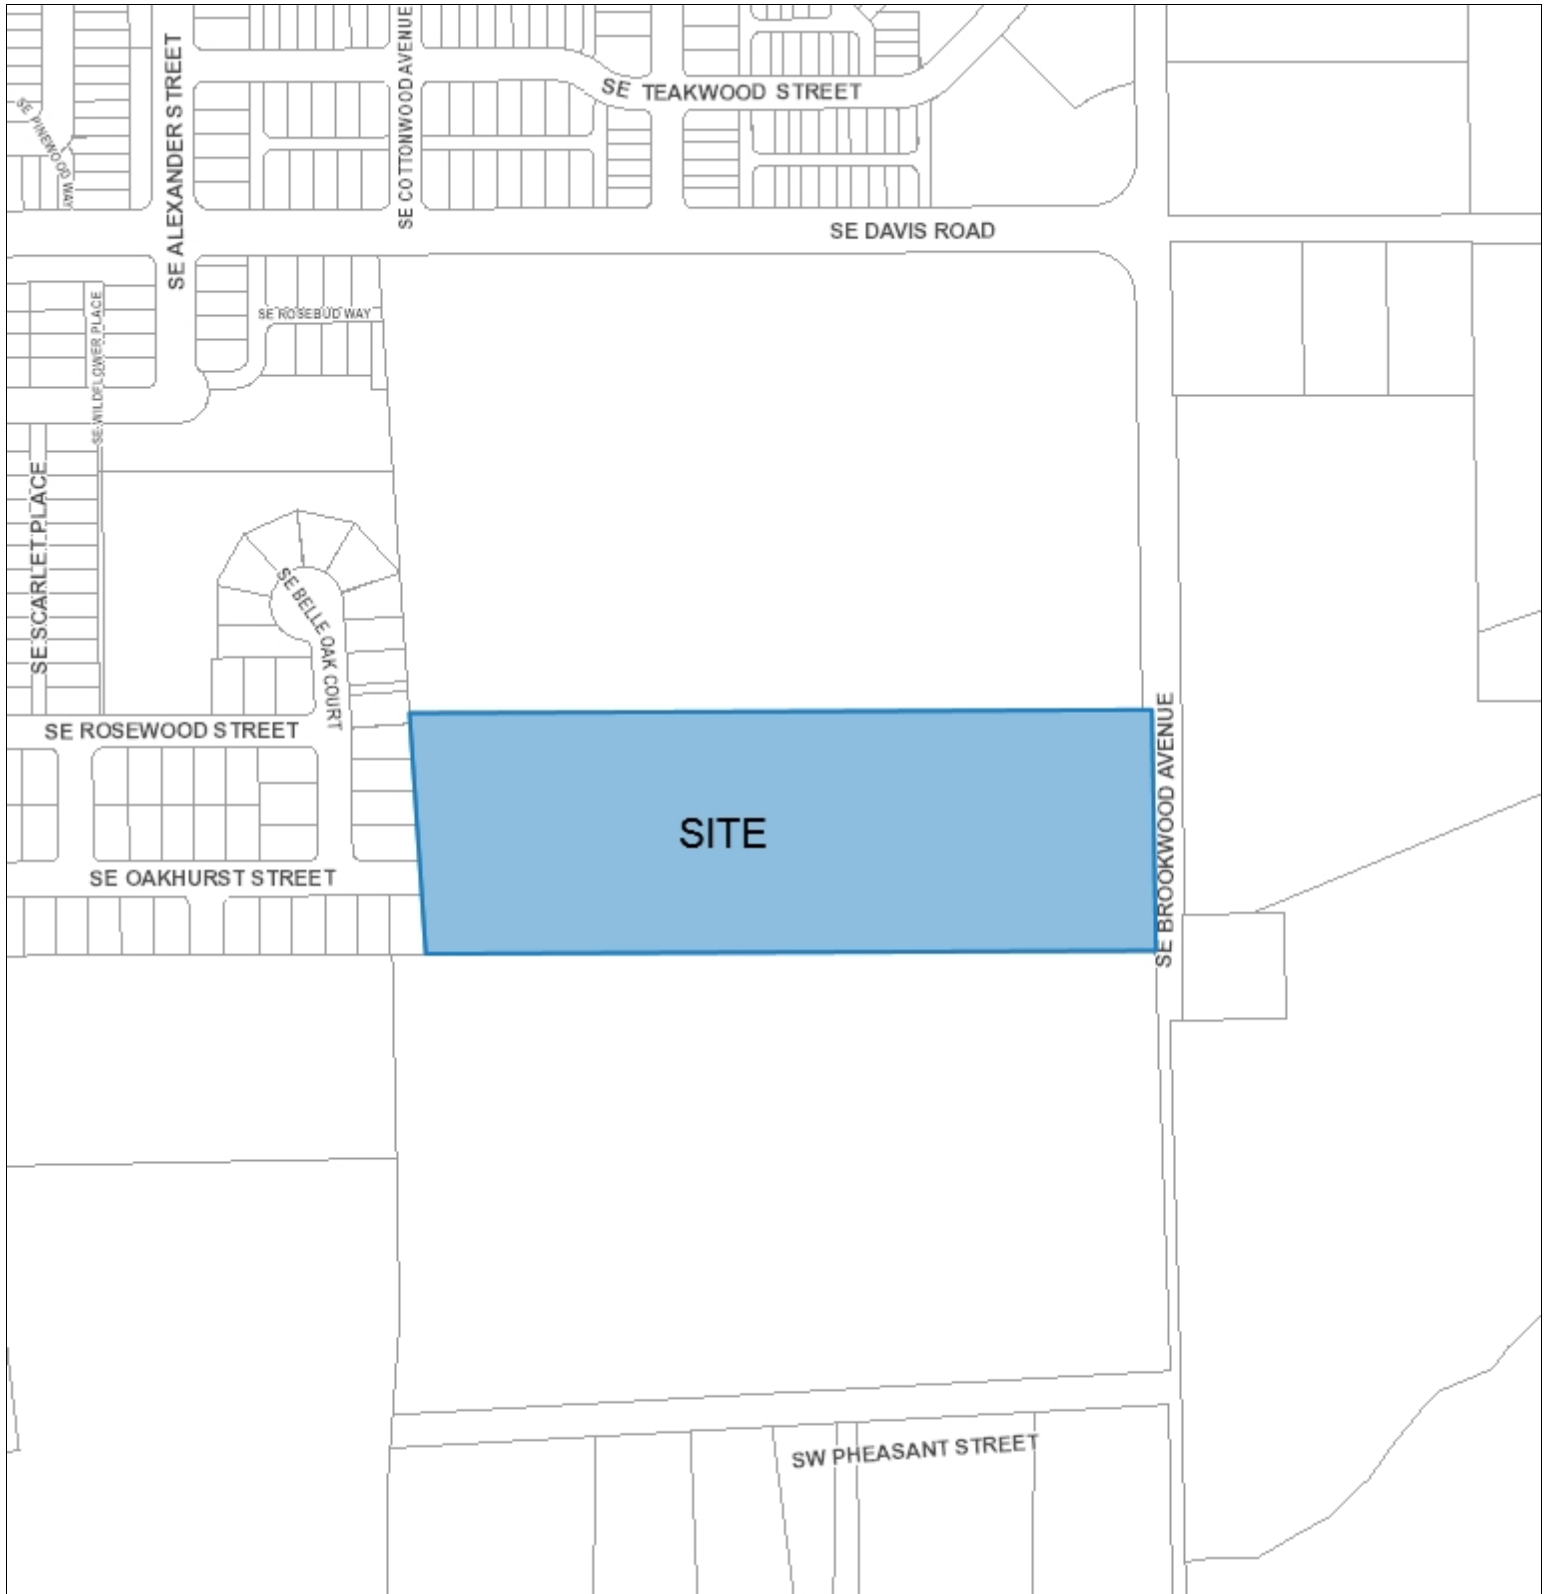 SE ALEXANDER STREET
SE COTTONWOOD AVENUE
SE TEAKWOOD STREET
SE PINEWOOD WAY
SE DAVIS ROAD
SE ROSEBUD WAY
SE WILDFLOWER PLACE
SE SCARLET PLACE
SE BELLE OAK COURT
SE ROSEWOOD STREET
SE BROOKWOOD AVENUE
SITE
SE OAKHURST STREET
SW PHEASANT STREET